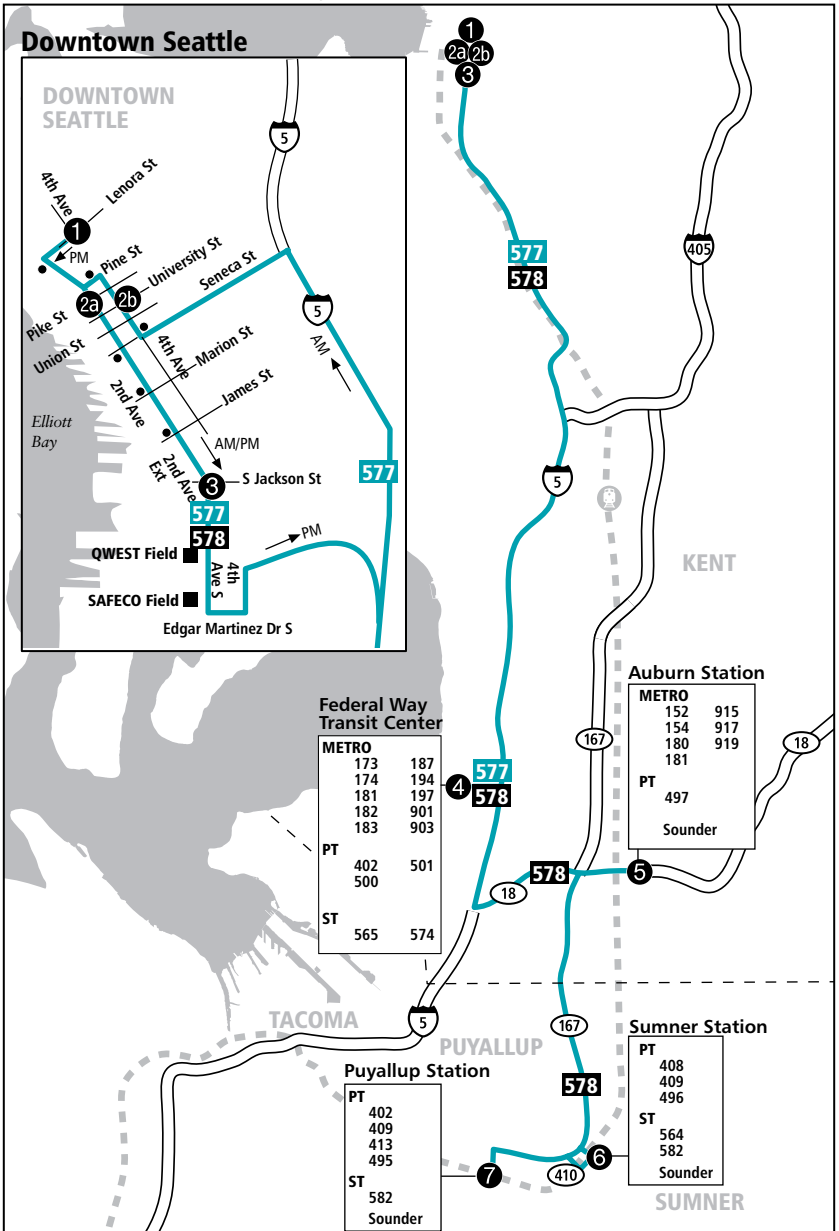 Downtown Seattle
DOWNTOWN
SEATTLE
5
4th Ave
Lenora St
1
PM
Pine St
University St
Seneca St
2a
2b
Pike St
Union St
5
AM
4th Ave
Marion St
2nd Ave
James St
Elliott
Bay
AM/PM
2nd Ave
Ext
3
S Jackson St
577
577
578
QWEST Field
PM
4th
Ave S
SAFECO Field
Edgar Martinez Dr S
1
2a 2b
3
405
577
578
5
KENT
Federal Way
Transit Center
METRO
173 187
174 194
181 197
182 901
183 903
PT
402 501
500
ST
565 574
4
577
578
167
Auburn Station
METRO
152 915
154 917
180 919
181
PT
497
Sounder
18
578
5
18
TACOMA
5
167
PUYALLUP
Puyallup Station
PT
402
409
413
495
ST
582
Sounder
578
Sumner Station
PT
408
409
496
ST
564
582
Sounder
7
410
6
SUMNER